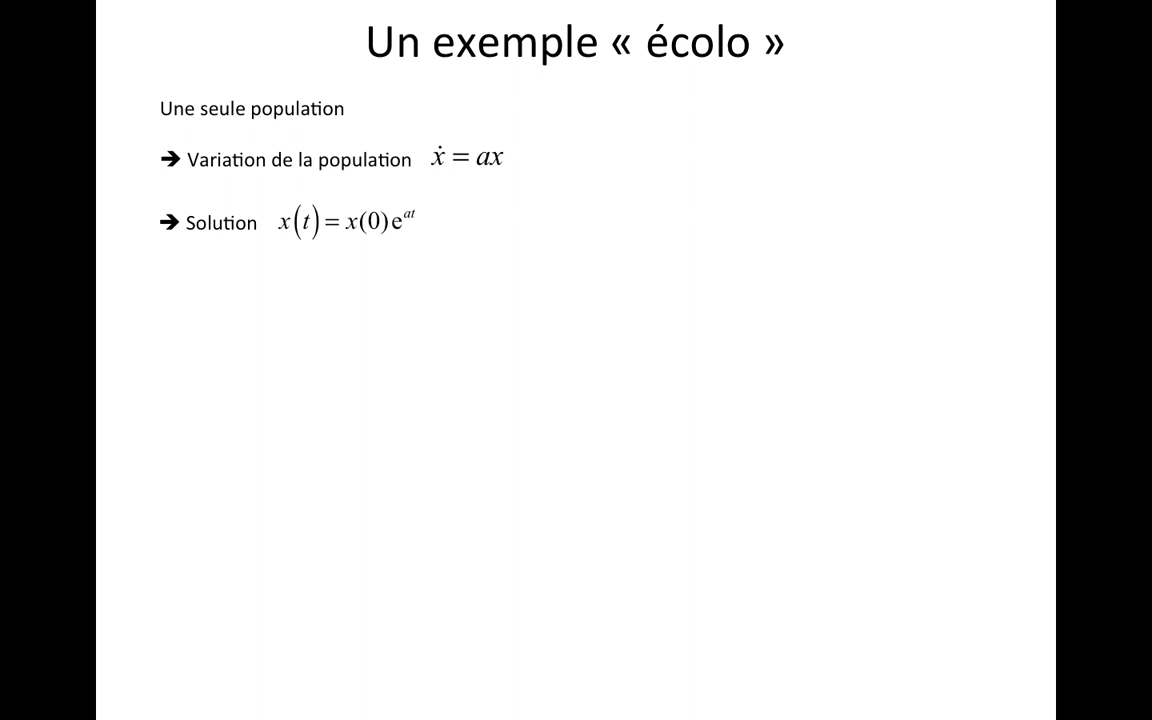 Un exemple « écolo »
Une seule population
➔ Variation de la population ẋ = ax
➔ Solution x(t) = x(0)e^{at}